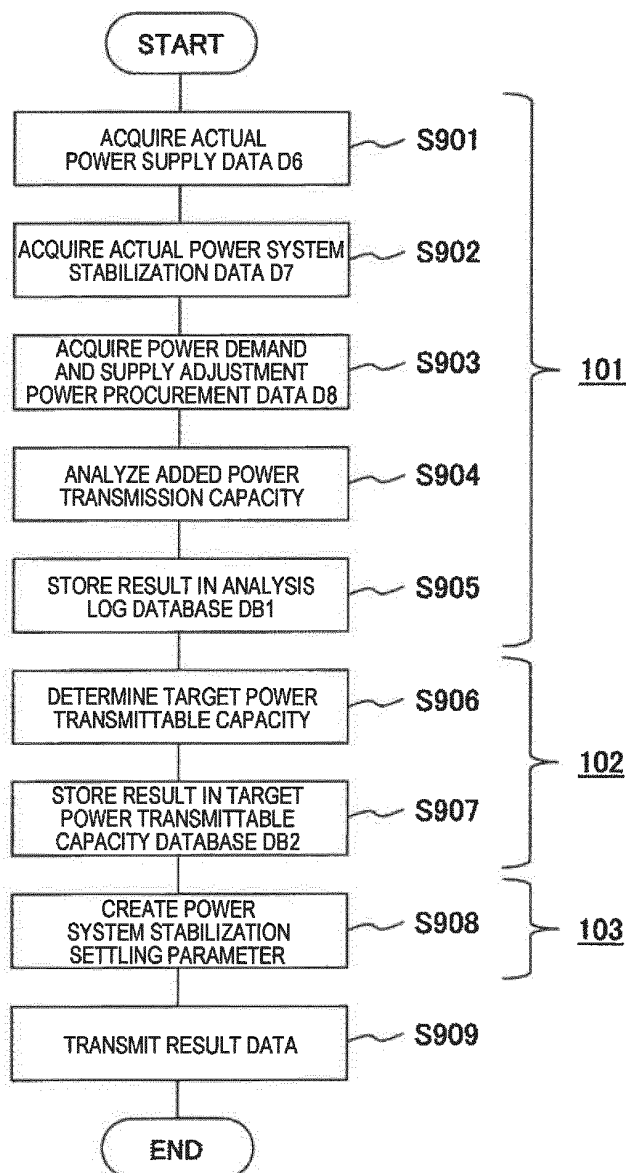 START
ACQUIRE ACTUAL
POWER SUPPLY DATA D6
S901
ACQUIRE ACTUAL POWER SYSTEM
STABILIZATION DATA D7
S902
ACQUIRE POWER DEMAND
AND SUPPLY ADJUSTMENT
POWER PROCUREMENT DATA D8
S903
101
ANALYZE ADDED POWER
TRANSMISSION CAPACITY
S904
STORE RESULT IN ANALYSIS
LOG DATABASE DB1
S905
DETERMINE TARGET POWER
TRANSMITTABLE CAPACITY
S906
102
STORE RESULT IN TARGET
POWER TRANSMITTABLE
CAPACITY DATABASE DB2
S907
CREATE POWER
SYSTEM STABILIZATION
SETTLING PARAMETER
S908
103
TRANSMIT RESULT DATA
S909
END